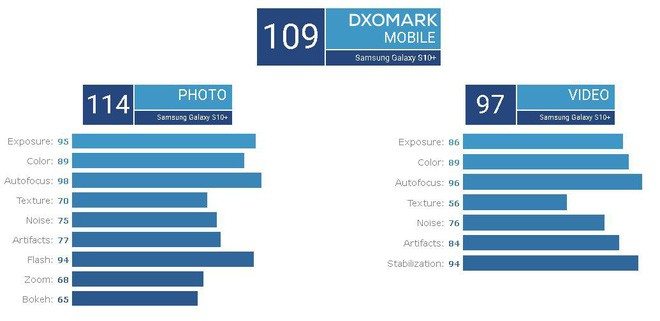 109 DXOMARK
MOBILE
Samsung Galaxy S10+
114 PHOTO
Samsung Galaxy S10+
Exposure: 95
Color: 89
Autofocus: 98
Texture: 70
Noise: 75
Artifacts: 77
Flash: 94
Zoom: 68
Bokeh: 65
97 VIDEO
Samsung Galaxy S10+
Exposure: 86
Color: 89
Autofocus: 96
Texture: 56
Noise: 76
Artifacts: 84
Stabilization: 94